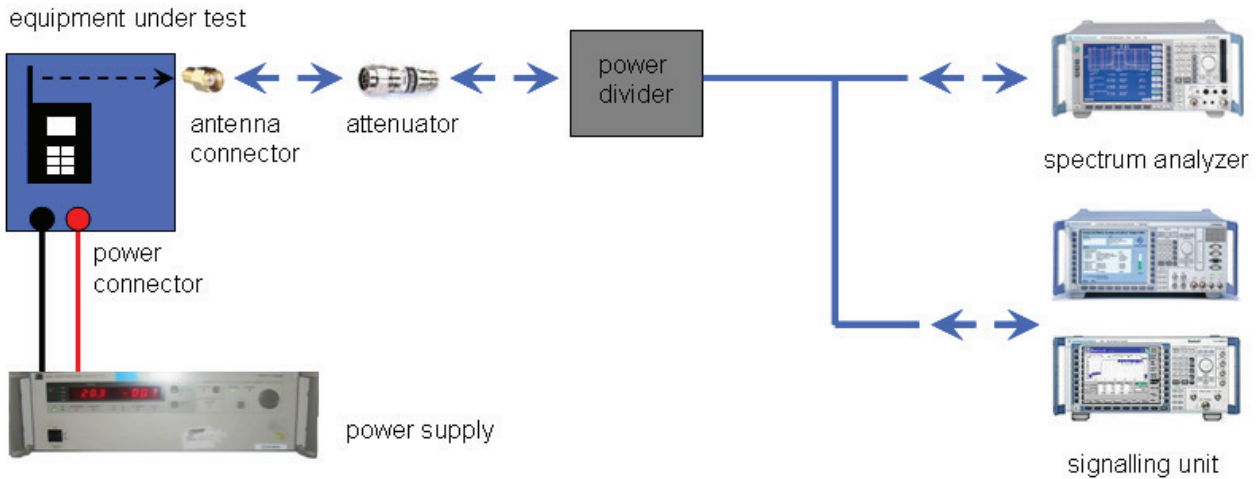 equipment under test
power
divider
antenna
connector
attenuator
spectrum analyzer
power
connector
power supply
signalling unit